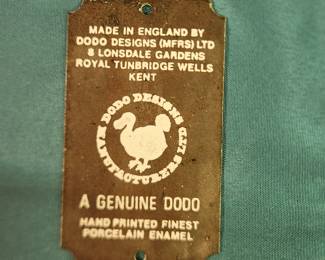 MADE IN ENGLAND BY
DODO DESIGNS (MFRS) LTD
8 LONSDALE GARDENS
ROYAL TUNBRIDGE WELLS
KENT
DODO DESIGNS
MANUFACTURERS LTD
A GENUINE DODO
HAND PRINTED FINEST
PORCELAIN ENAMEL